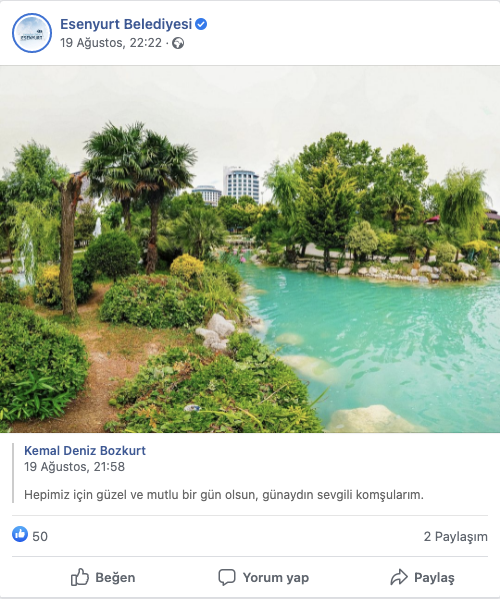 Esenyurt Belediyesi
19 Ağustos, 22:22 ·
ESENYURT
Kemal Deniz Bozkurt
19 Ağustos, 21:58
Hepimiz için güzel ve mutlu bir gün olsun, günaydın sevgili komşularım.
50
2 Paylaşım
Beğen
Yorum yap
Paylaş